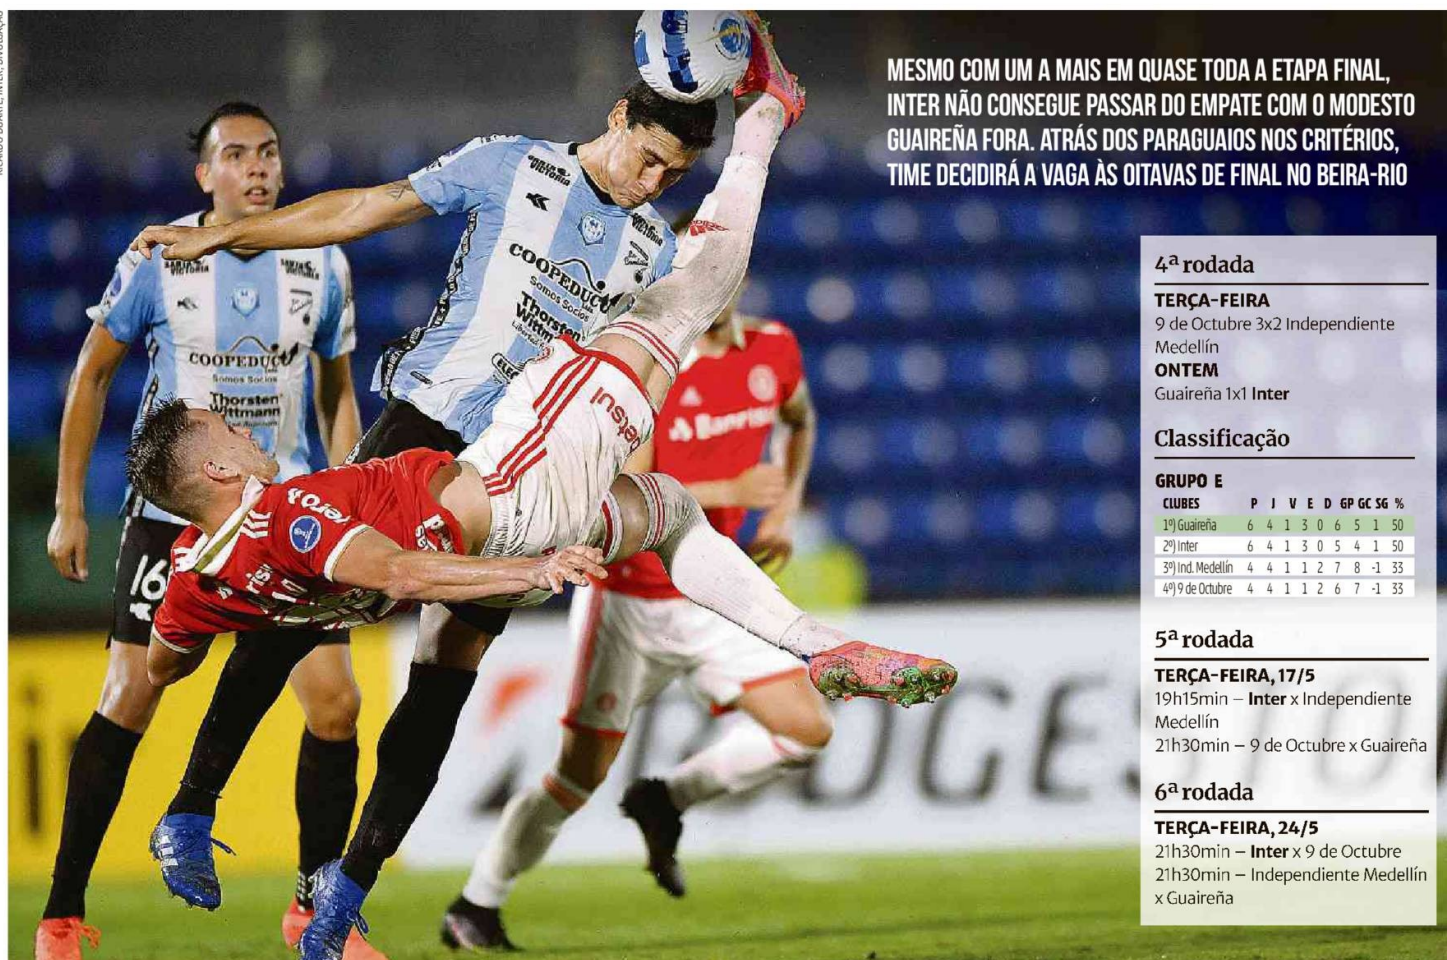 MESMO COM UM A MAIS EM QUASE TODA A ETAPA FINAL,
INTER NÃO CONSEGUE PASSAR DO EMPATE COM O MODESTO
GUAIREÑA FORA. ATRÁS DOS PARAGUAIOS NOS CRITÉRIOS,
TIME DECIDIRÁ A VAGA ÀS OITAVAS DE FINAL NO BEIRA-RIO
4ª rodada
TERÇA-FEIRA
9 de Octubre 3x2 Independiente
Medellín
ONTEM
Guaireña 1x1 Inter
Classificação
GRUPO E
CLUBES P J V E D GP GC SG %
1º) Guaireña 6 4 1 3 0 6 5 1 50
2º) Inter 6 4 1 3 0 5 4 1 50
3º) Ind. Medellín 4 4 1 1 2 7 8 -1 33
4º) 9 de Octubre 4 4 1 1 2 6 7 -1 33
5ª rodada
TERÇA-FEIRA, 17/5
19h15min – Inter x Independiente
Medellín
21h30min – 9 de Octubre x Guaireña
6ª rodada
TERÇA-FEIRA, 24/5
21h30min – Inter x 9 de Octubre
21h30min – Independiente Medellín
x Guaireña
COOPEDUC
Somos Socios
Thorsten
Wittmann
COOPEDUC
Somos Socios
Thorsten
Wittmann
betsul
Banrisul
16